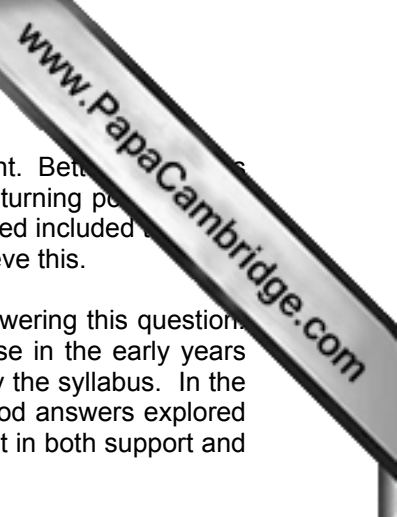 www.PapaCambridge.com
nt. Bett
turning po
ed included
eve this.
wering this question.
se in the early years
y the syllabus. In the
od answers explored
t in both support and